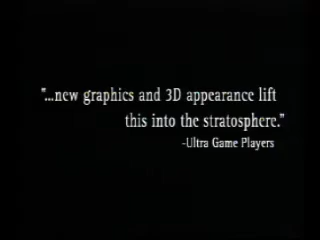 "...new graphics and 3D appearance lift
this into the stratosphere."
-Ultra Game Players